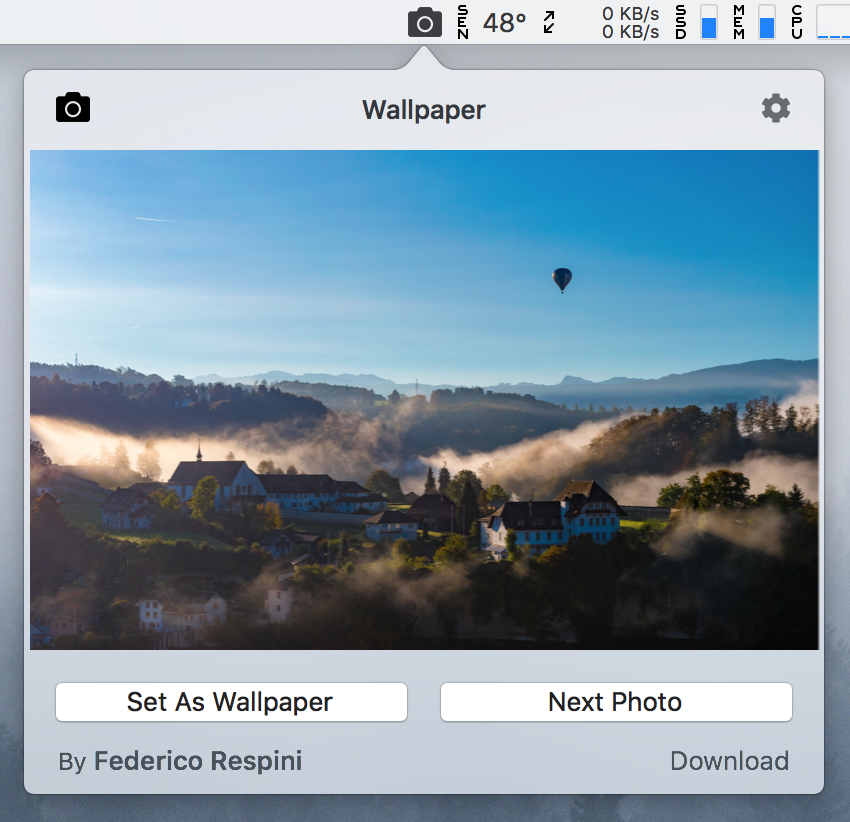 SEN 48° 0 KB/s SSD MEM CPU
0 KB/s
Wallpaper
Set As Wallpaper Next Photo
By Federico Respini Download